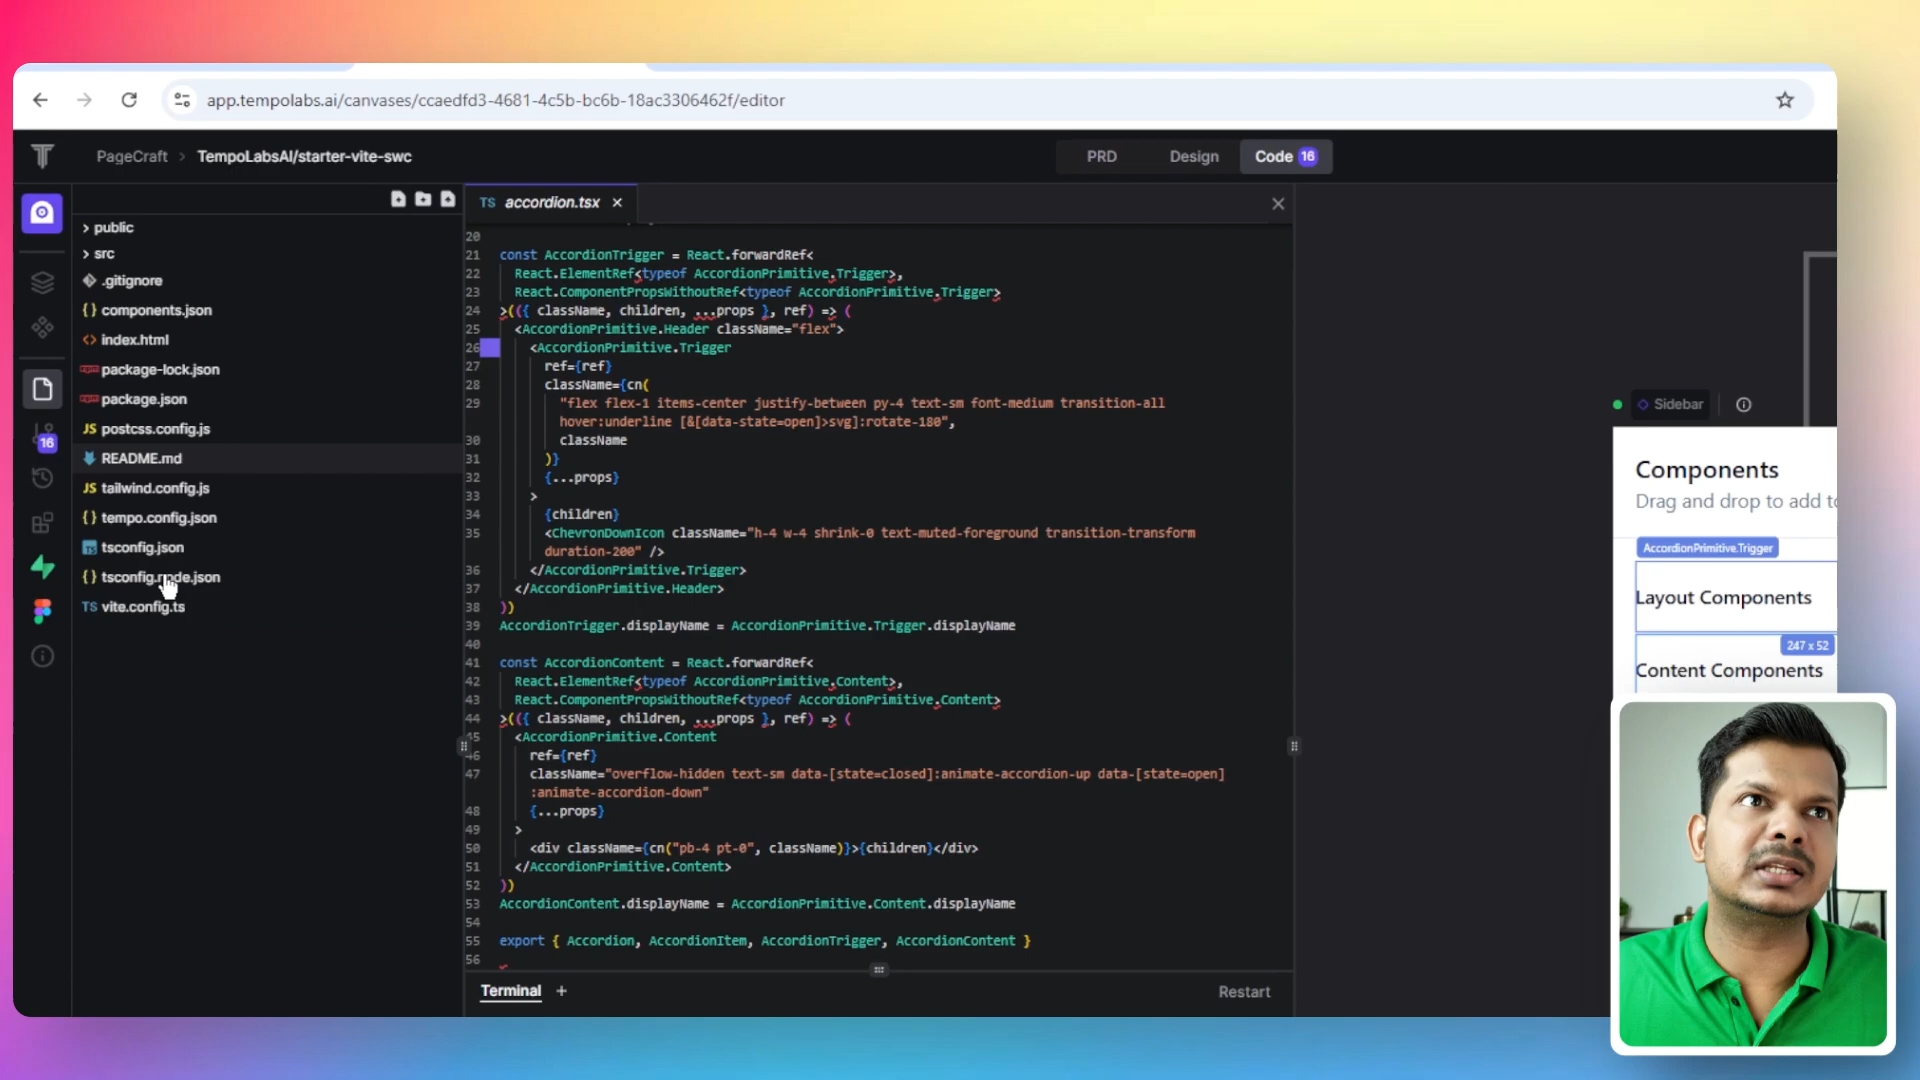 app.tempolabs.ai/canvases/ccaedfd3-4681-4c5b-bc6b-18ac3306462f/editor
PageCraft > TempoLabsAI/starter-vite-swc
PRD Design Code 16
public
src
.gitignore
components.json
index.html
package-lock.json
package.json
JS postcss.config.js
16
README.md
JS tailwind.config.js
{} tempo.config.json
TS tsconfig.json
{} tsconfig.node.json
TS vite.config.ts
TS accordion.tsx
20
21 const AccordionTrigger = React.forwardRef<
22 React.ElementRef<typeof AccordionPrimitive.Trigger>,
23 React.ComponentPropsWithoutRef<typeof AccordionPrimitive.Trigger>
24 >(({ className, children, ...props }, ref) => (
25 <AccordionPrimitive.Header className="flex">
26 <AccordionPrimitive.Trigger
27 ref={ref}
28 className={cn(
29 "flex flex-1 items-center justify-between py-4 text-sm font-medium transition-all
hover:underline [&[data-state=open]>svg]:rotate-180",
30 className
31 )}
32 {...props}
33 >
34 {children}
35 <ChevronDownIcon className="h-4 w-4 shrink-0 text-muted-foreground transition-transform
duration-200" />
36 </AccordionPrimitive.Trigger>
37 </AccordionPrimitive.Header>
38 ))
39 AccordionTrigger.displayName = AccordionPrimitive.Trigger.displayName
40
41 const AccordionContent = React.forwardRef<
42 React.ElementRef<typeof AccordionPrimitive.Content>,
43 React.ComponentPropsWithoutRef<typeof AccordionPrimitive.Content>
44 >(({ className, children, ...props }, ref) => (
45 <AccordionPrimitive.Content
46 ref={ref}
47 className="overflow-hidden text-sm data-[state=closed]:animate-accordion-up data-[state=open]
:animate-accordion-down"
48 {...props}
49 >
50 <div className={cn("pb-4 pt-0", className)}>{children}</div>
51 </AccordionPrimitive.Content>
52 ))
53 AccordionContent.displayName = AccordionPrimitive.Content.displayName
54
55 export { Accordion, AccordionItem, AccordionTrigger, AccordionContent }
56
Terminal + Restart
Sidebar
Components
Drag and drop to add
AccordionPrimitive.Trigger
Layout Components
247 x 52
Content Components